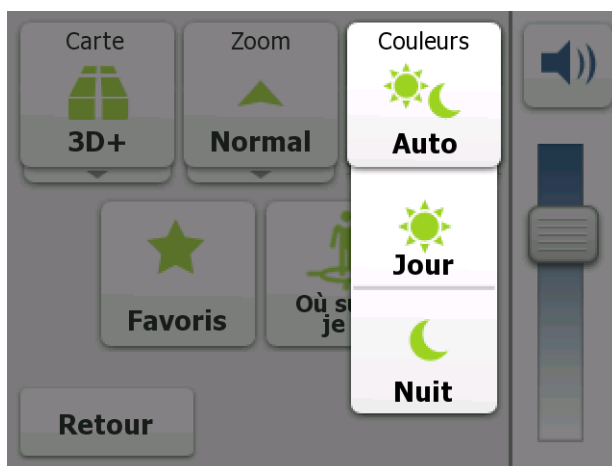 Carte
Zoom
Couleurs
3D+
Normal
Auto
Jour
Favoris
Où su
je
Nuit
Retour